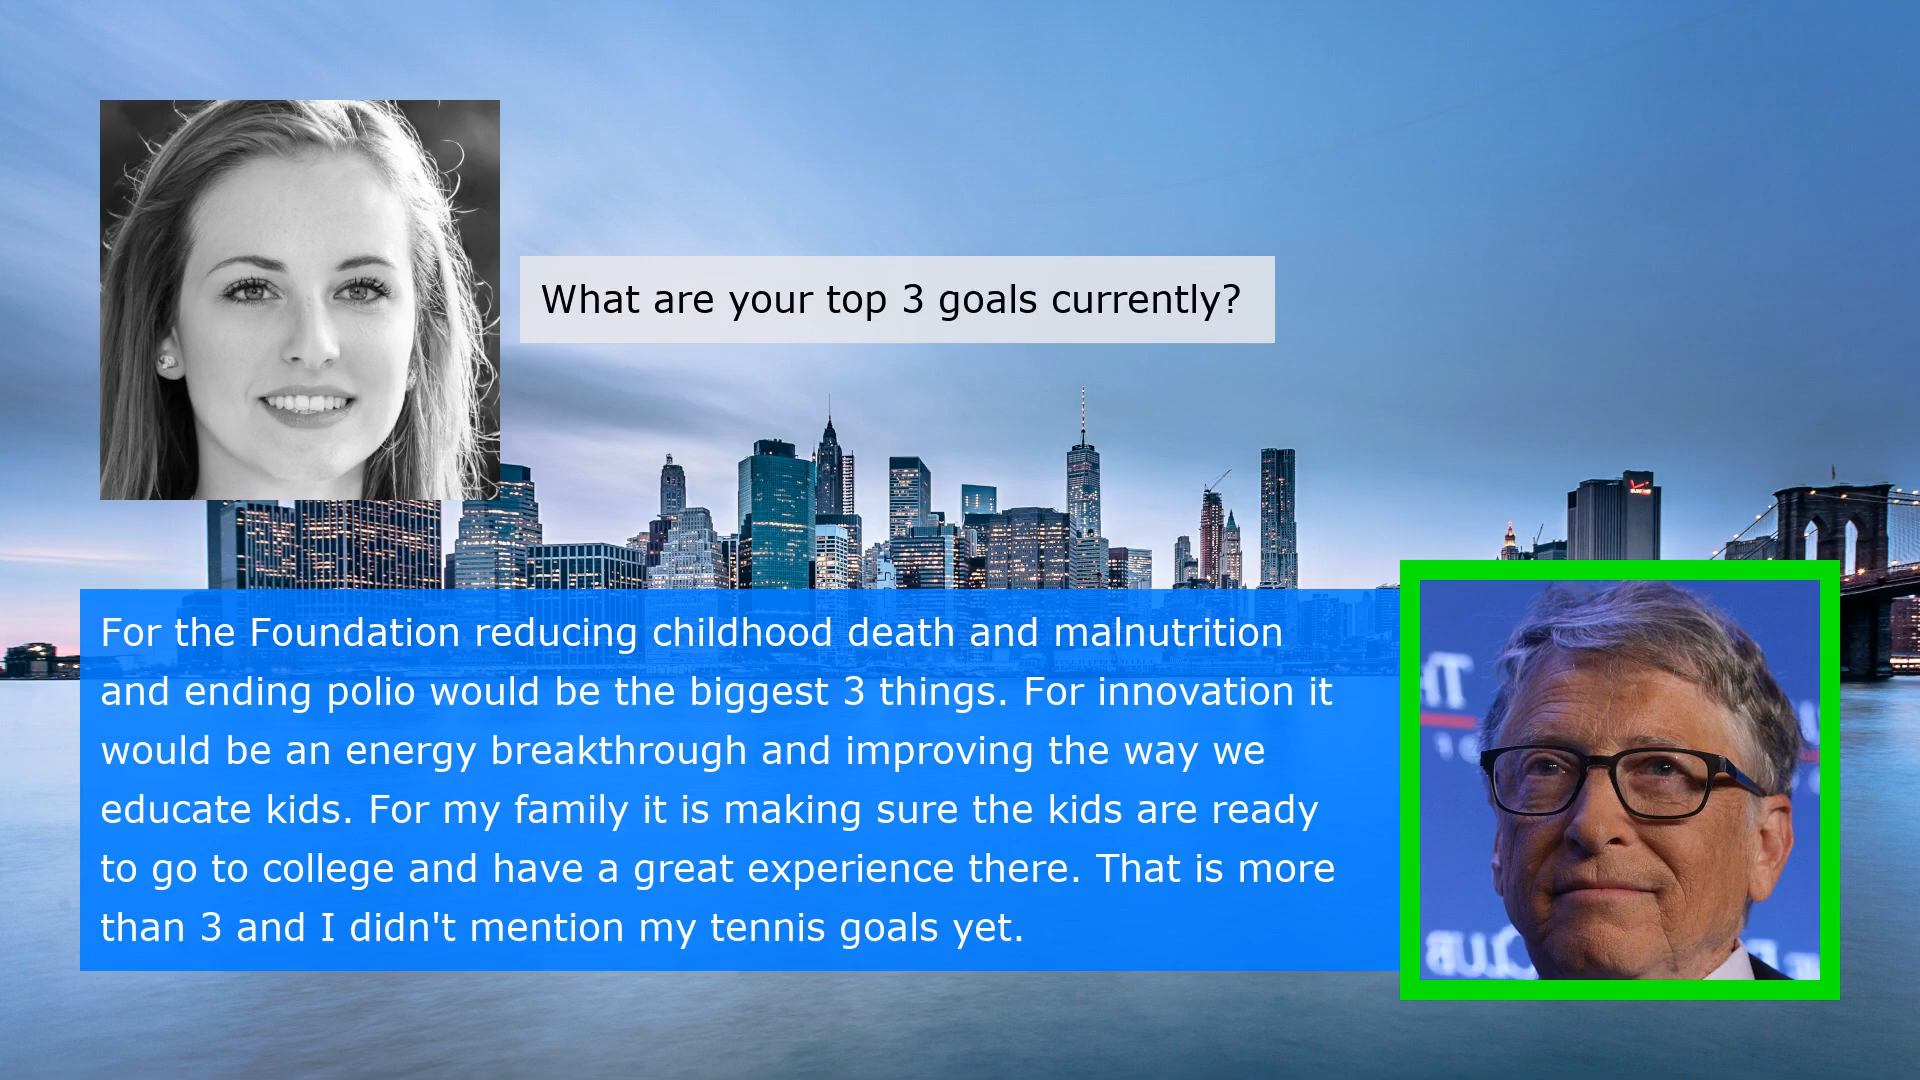 What are your top 3 goals currently?
For the Foundation reducing childhood death and malnutrition
and ending polio would be the biggest 3 things. For innovation it
would be an energy breakthrough and improving the way we
educate kids. For my family it is making sure the kids are ready
to go to college and have a great experience there. That is more
than 3 and I didn't mention my tennis goals yet.
CLUB